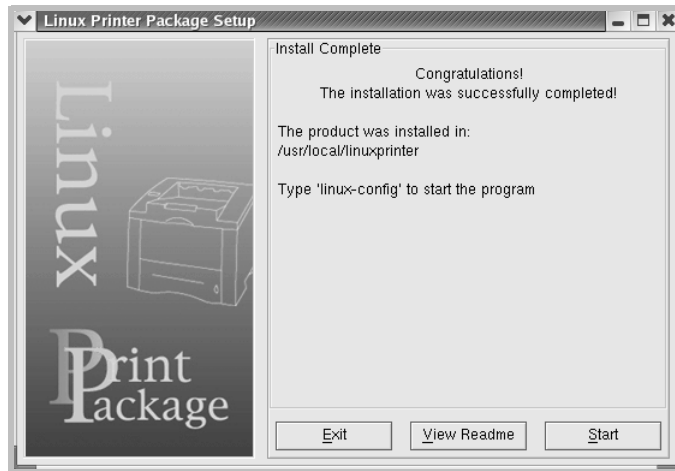 Linux Printer Package Setup
Linux
Print
Package
Install Complete
Congratulations!
The installation was successfully completed!
The product was installed in:
/usr/local/linuxprinter
Type 'linux-config' to start the program
Exit
View Readme
Start